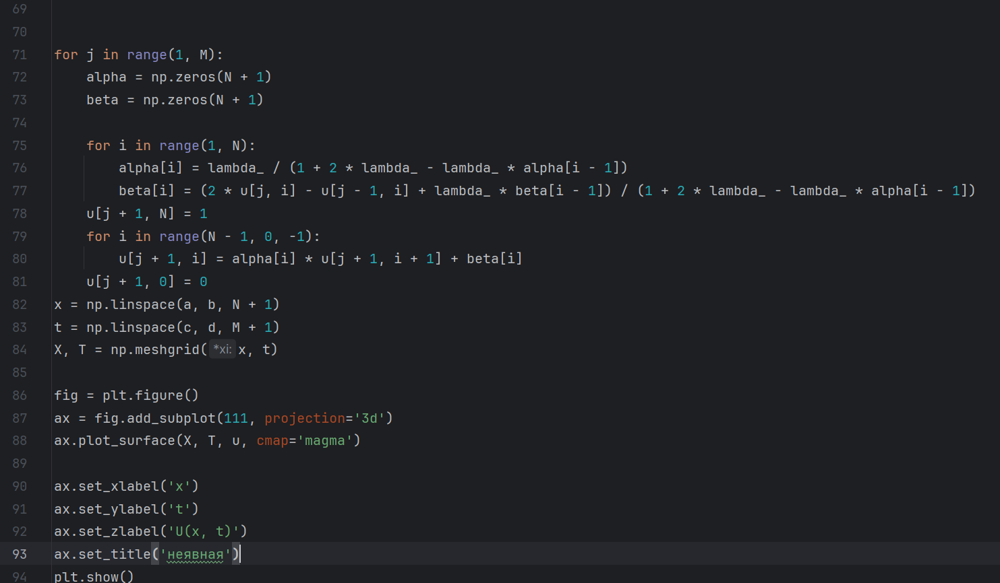 69
70
71 for j in range(1, M):
72     alpha = np.zeros(N + 1)
73     beta = np.zeros(N + 1)
74
75     for i in range(1, N):
76         alpha[i] = lambda_ / (1 + 2 * lambda_ - lambda_ * alpha[i - 1])
77         beta[i] = (2 * u[j, i] - u[j - 1, i] + lambda_ * beta[i - 1]) / (1 + 2 * lambda_ - lambda_ * alpha[i - 1])
78     u[j + 1, N] = 1
79     for i in range(N - 1, 0, -1):
80         u[j + 1, i] = alpha[i] * u[j + 1, i + 1] + beta[i]
81     u[j + 1, 0] = 0
82 x = np.linspace(a, b, N + 1)
83 t = np.linspace(c, d, M + 1)
84 X, T = np.meshgrid( *xi: x, t)
85
86 fig = plt.figure()
87 ax = fig.add_subplot(111, projection='3d')
88 ax.plot_surface(X, T, u, cmap='magma')
89
90 ax.set_xlabel('x')
91 ax.set_ylabel('t')
92 ax.set_zlabel('U(x, t)')
93 ax.set_title('неявная')
94 plt.show()